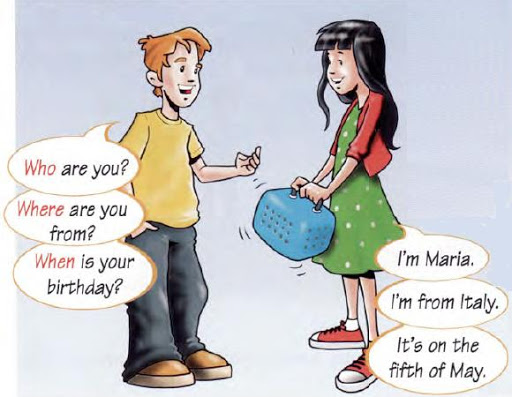 Who are you?
Where are you
from?
When is your
birthday?
I'm Maria.
I'm from Italy.
It's on the
fifth of May.